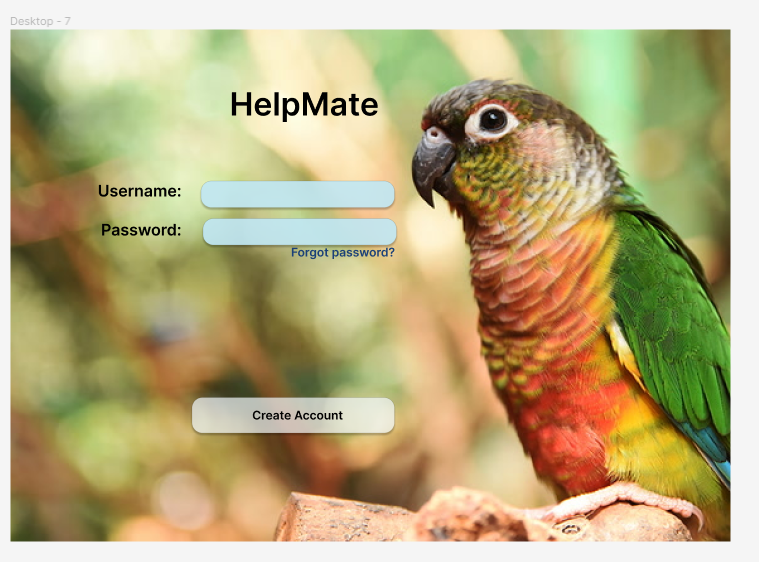 Desktop - 7
HelpMate
Username:
Password:
Forgot password?
Create Account